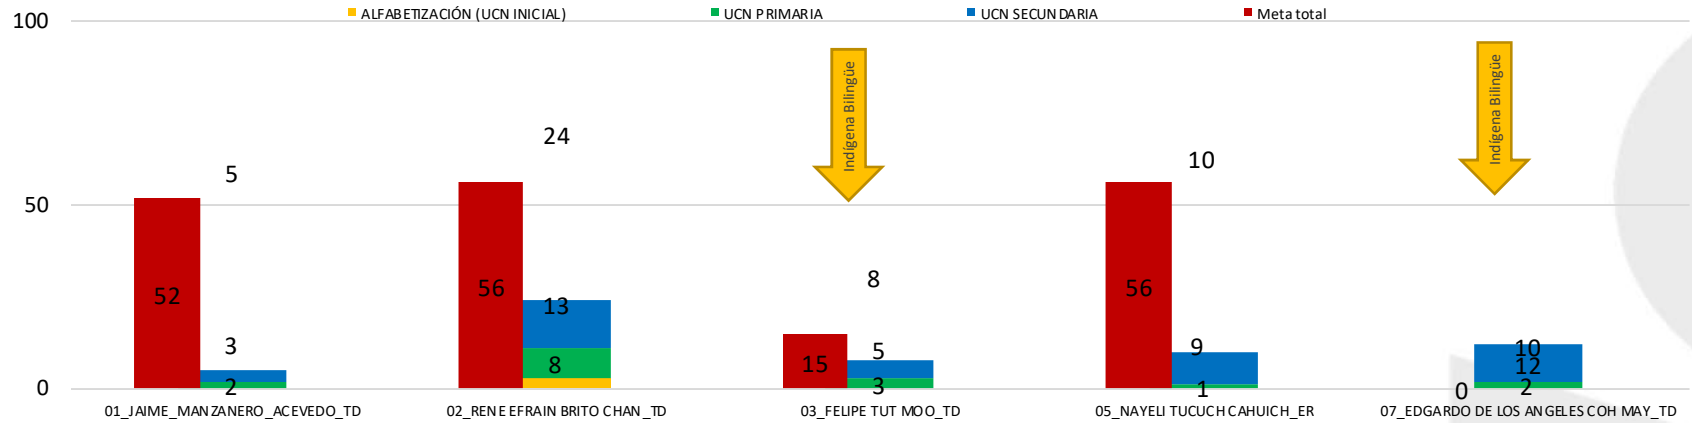 ALFABETIZACIÓN (UCN INICIAL) UCN PRIMARIA UCN SECUNDARIA Meta total
100
50
0
Indígena Bilingüe
Indígena Bilingüe
5
24
8
10
52
3
2
56
13
8
15
5
3
56
9
1
0
10
12
2
01_JAIME_MANZANERO_ACEVEDO_TD
02_RENE EFRAIN BRITO CHAN_TD
03_FELIPE TUT MOO_TD
05_NAYELI TUCUCH CAHUICH_ER
07_EDGARDO DE LOS ANGELES COH MAY_TD